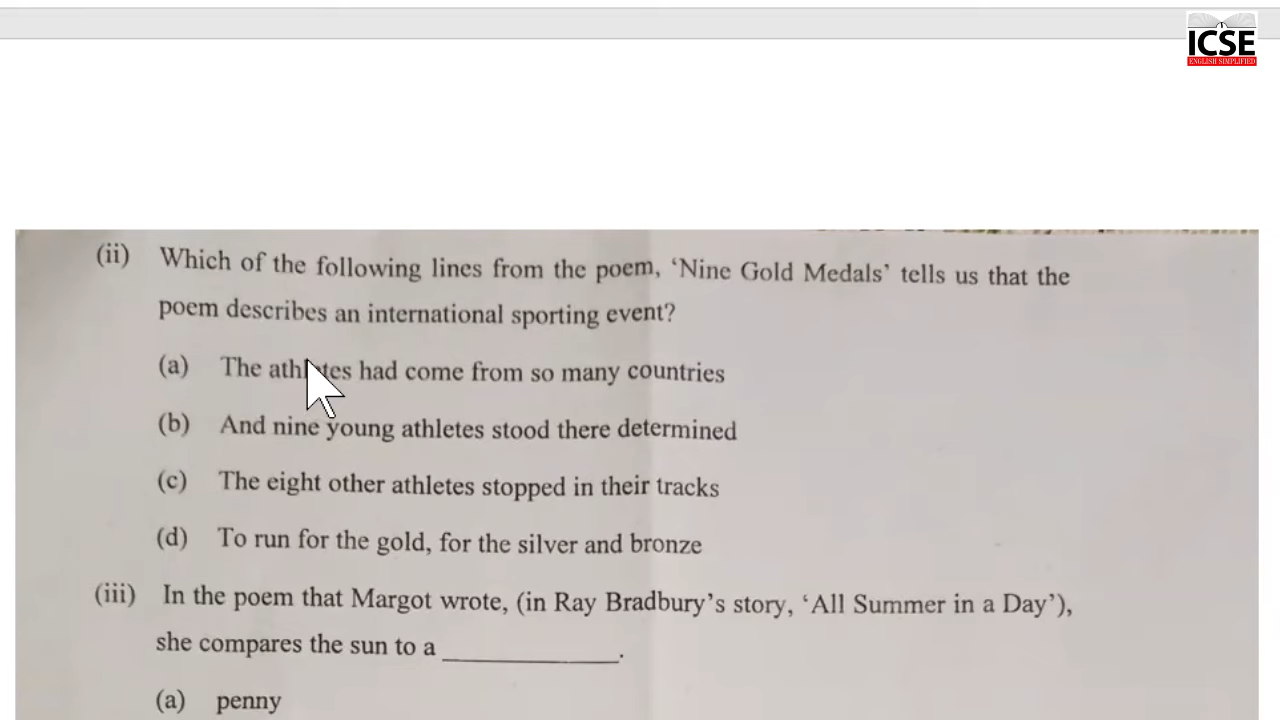 ICSE
ENGLISH SIMPLIFIED
(ii) Which of the following lines from the poem, ‘Nine Gold Medals’ tells us that the
poem describes an international sporting event?
(a) The athletes had come from so many countries
(b) And nine young athletes stood there determined
(c) The eight other athletes stopped in their tracks
(d) To run for the gold, for the silver and bronze
(iii) In the poem that Margot wrote, (in Ray Bradbury’s story, ‘All Summer in a Day’),
she compares the sun to a ____________.
(a) penny